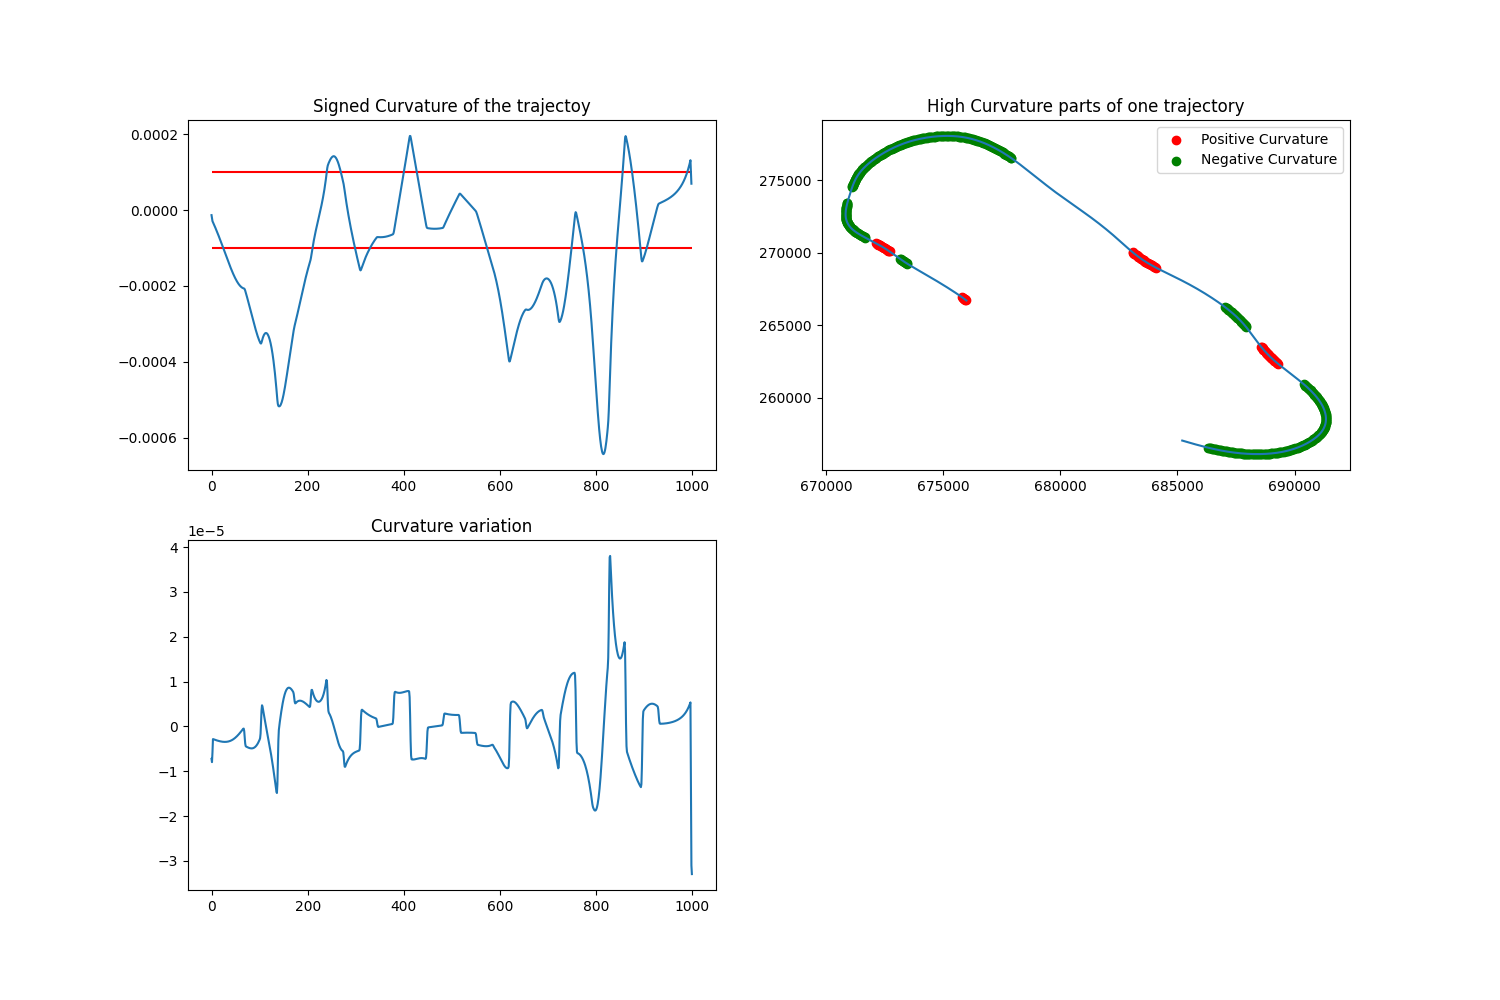 Signed Curvature of the trajectoy
0.0002
0.0000
−0.0002
−0.0004
−0.0006
0 200 400 600 800 1000
High Curvature parts of one trajectory
Positive Curvature
Negative Curvature
275000
270000
265000
260000
670000 675000 680000 685000 690000
Curvature variation
1e−5
4
3
2
1
0
−1
−2
−3
0 200 400 600 800 1000